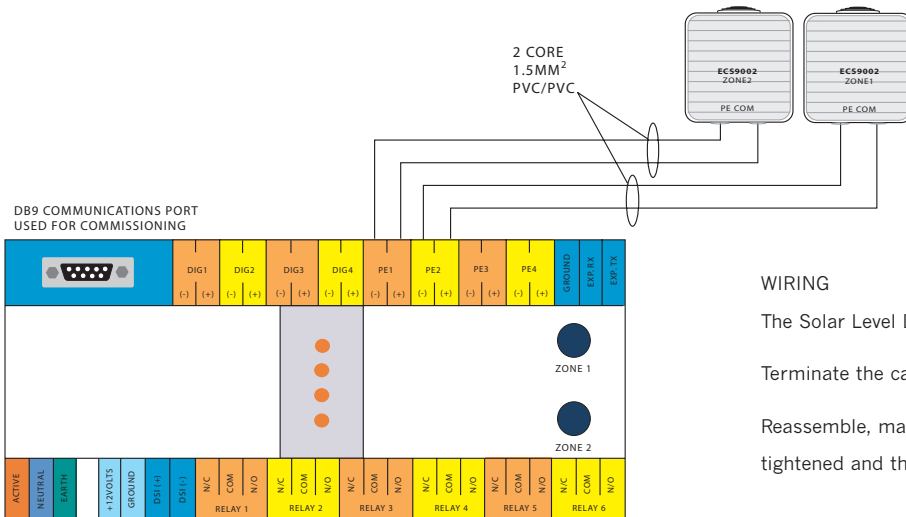 2 CORE
1.5MM2
PVC/PVC
ECS9002
ZONE2
PE COM
ECS9002
ZONE1
PE COM
DB9 COMMUNICATIONS PORT
USED FOR COMMISSIONING
DIG1 DIG2 DIG3 DIG4 PE1 PE2 PE3 PE4 GROUND EXP. RX EXP. TX
(-) (+) (-) (+) (-) (+) (-) (+) (-) (+) (-) (+) (-) (+) (-) (+)
ZONE 1
ZONE 2
ACTIVE NEUTRAL EARTH +12VOLTS GROUND DSI (+) DSI (-) N/C COM N/O N/C COM N/O N/C COM N/O N/C COM N/O N/C COM N/O N/C COM N/O
RELAY 1 RELAY 2 RELAY 3 RELAY 4 RELAY 5 RELAY 6
WIRING
The Solar Level
Terminate the ca
Reassemble, ma
tightened and th